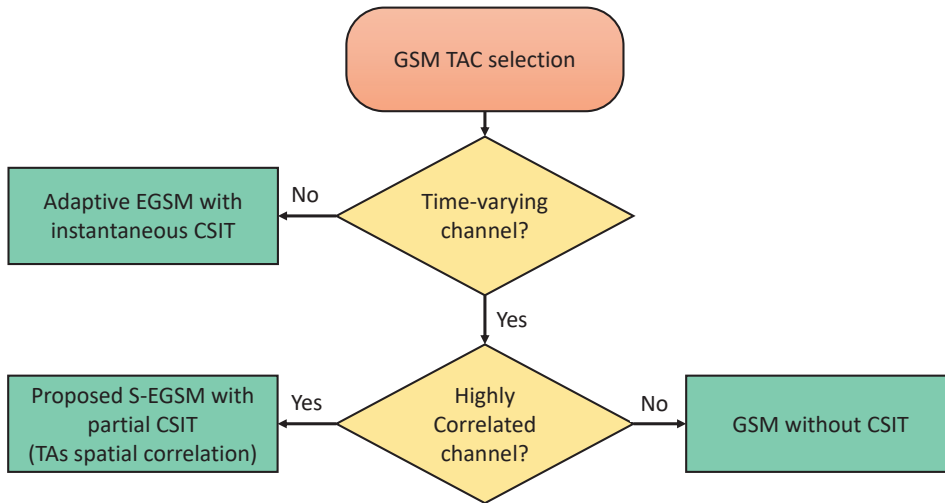 GSM TAC selection
Time-varying
channel?
No
Adaptive EGSM with
instantaneous CSIT
Yes
Highly
Correlated
channel?
Yes
Proposed S-EGSM with
partial CSIT
(TAs spatial correlation)
No
GSM without CSIT